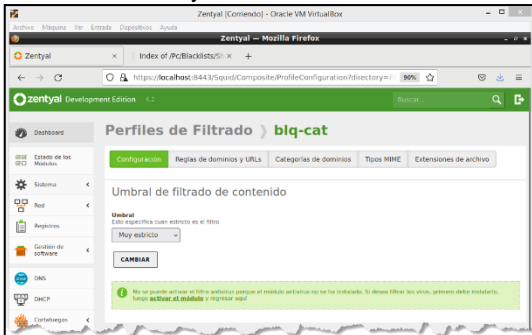 Zentyal [Corriendo] - Oracle VM VirtualBox
Archivo Máquina Ver Entrada Dispositivos Ayuda
Zentyal — Mozilla Firefox
Zentyal × Index of /Pc/Blacklists/Sh × +
https://localhost:8443/Squid/Composite/ProfileConfiguration?directory= 90%
zentyal Development Edition 6.2 Buscar...
Dashboard
Estado de los Módulos
Sistema
Red
Registros
Gestión de software
DNS
DHCP
Cortafuegos
Perfiles de Filtrado blq-cat
Configuración Reglas de dominios y URLs Categorías de dominios Tipos MIME Extensiones de archivo
Umbral de filtrado de contenido
Umbral
Esto especifica cuan estricto es el filtro
Muy estricto
CAMBIAR
No se puede activar el filtro antivirus porque el módulo antivirus no se ha instalado. Si desea filtrar los virus, primero debe instalarlo,
luego activar el módulo y regresar aquí